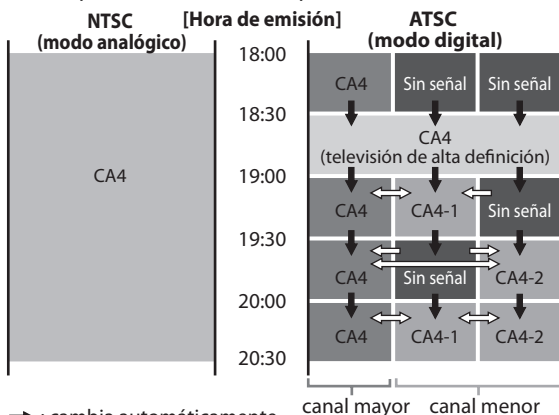 NTSC
(modo analógico)
[Hora de emisión]
ATSC
(modo digital)
18:00
CA4
Sin señal
Sin señal
18:30
CA4
(televisión de alta definición)
CA4
19:00
CA4
CA4-1
Sin señal
19:30
CA4
Sin señal
CA4-2
20:00
CA4
CA4-1
CA4-2
20:30
: cambia automáticamente
canal mayor
canal menor